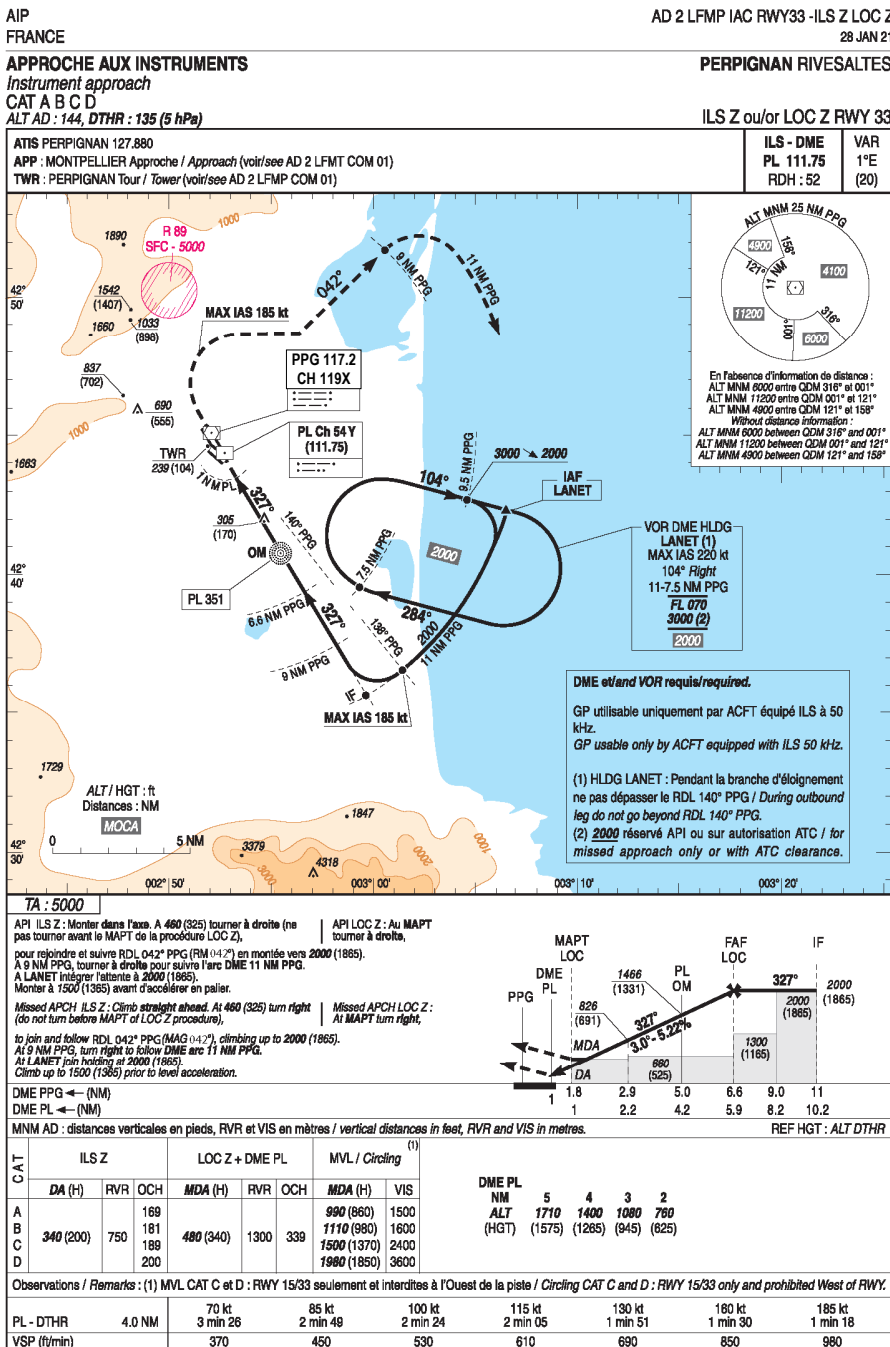 AIP
FRANCE
AD 2 LFMP IAC RWY33 -ILS Z LOC Z
28 JAN 21
APPROCHE AUX INSTRUMENTS
Instrument approach
CAT A B C D
ALT AD : 144, DTHR : 135 (5 hPa)
PERPIGNAN RIVESALTES
ILS Z ou/or LOC Z RWY 33
ATIS PERPIGNAN 127.880
APP : MONTPELLIER Approche / Approach (voir/see AD 2 LFMT COM 01)
TWR : PERPIGNAN Tour / Tower (voir/see AD 2 LFMP COM 01)
ILS - DME
PL 111.75
RDH : 52
VAR
1°E
(20)
1000
1890
R 89
SFC - 5000
42°
50'
1542
(1407)
1033
(898)
1660
MAX IAS 185 kt
042°
9 NM PPG
11 NM PPG
837
(702)
690
(555)
1000
1663
PPG 117.2
CH 119X
PL Ch 54 Y
(111.75)
TWR
239 (104)
1 NM PL
327°
305
(170)
OM
PL 351
140° PPG
104°
9.5 NM PPG
3000 ↘ 2000
IAF
LANET
2000
7.5 NM PPG
284°
VOR DME HLDG
LANET (1)
MAX IAS 220 kt
104° Right
11-7.5 NM PPG
FL 070
3000 (2)
2000
42°
40'
6.6 NM PPG
327°
9 NM PPG
138° PPG
2000
11 NM PPG
IF
MAX IAS 185 kt
ALT MNM 25 NM PPG
4900
158°
121°
11 NM
4100
11200
001°
316°
6000
En l'absence d'information de distance :
ALT MNM 6000 entre QDM 316° et 001°
ALT MNM 11200 entre QDM 001° et 121°
ALT MNM 4900 entre QDM 121° et 158°
Without distance information :
ALT MNM 6000 between QDM 316° and 001°
ALT MNM 11200 between QDM 001° and 121°
ALT MNM 4900 between QDM 121° and 158°
DME et/and VOR requis/required.
GP utilisable uniquement par ACFT équipé ILS à 50
kHz.
GP usable only by ACFT equipped with ILS 50 kHz.
(1) HLDG LANET : Pendant la branche d'éloignement
ne pas dépasser le RDL 140° PPG / During outbound
leg do not go beyond RDL 140° PPG.
(2) 2000 réservé API ou sur autorisation ATC / for
missed approach only or with ATC clearance.
1729
ALT / HGT : ft
Distances : NM
MOCA
0 5 NM
1847
3379
4318
3000
2000
1000
42°
30'
002° 50'
003° 00'
003° 10'
003° 20'
TA : 5000
API ILS Z : Monter dans l'axe. A 460 (325) tourner à droite (ne
pas tourner avant le MAPT de la procédure LOC Z),
API LOC Z : Au MAPT
tourner à droite,
pour rejoindre et suivre RDL 042° PPG (RM 042°) en montée vers 2000 (1865).
A 9 NM PPG, tourner à droite pour suivre l'arc DME 11 NM PPG.
A LANET intégrer l'attente à 2000 (1865).
Monter à 1500 (1365) avant d'accélérer en palier.
Missed APCH ILS Z : Climb straight ahead. At 460 (325) turn right
(do not turn before MAPT of LOC Z procedure),
Missed APCH LOC Z :
At MAPT turn right,
to join and follow RDL 042° PPG (MAG 042°), climbing up to 2000 (1865).
At 9 NM PPG, turn right to follow DME arc 11 NM PPG.
At LANET join holding at 2000 (1865).
Climb up to 1500 (1365) prior to level acceleration.
MAPT
LOC
DME
PL
PPG
826
(691)
1466
(1331)
PL
OM
FAF
LOC
IF
327°
2000
(1865)
2000
(1865)
327°
3.0°- 5.22%
MDA
DA
660
(525)
1300
(1165)
DME PPG ← (NM) 1.8 2.9 5.0 6.6 9.0 11
1
DME PL ← (NM) 1 2.2 4.2 5.9 8.2 10.2
MNM AD : distances verticales en pieds, RVR et VIS en mètres / vertical distances in feet, RVR and VIS in metres. REF HGT : ALT DTHR
CAT
ILS Z LOC Z + DME PL MVL / Circling (1)
DA (H) RVR OCH MDA (H) RVR OCH MDA (H) VIS
A 169 990 (860) 1500
B 181 1110 (980) 1600
340 (200) 750 480 (340) 1300 339
C 189 1500 (1370) 2400
D 200 1980 (1850) 3600
DME PL
NM 5 4 3 2
ALT 1710 1400 1080 760
(HGT) (1575) (1265) (945) (625)
Observations / Remarks : (1) MVL CAT C et D : RWY 15/33 seulement et interdites à l'Ouest de la piste / Circling CAT C and D : RWY 15/33 only and prohibited West of RWY.
70 kt 85 kt 100 kt 115 kt 130 kt 160 kt 185 kt
PL - DTHR 4.0 NM 3 min 26 2 min 49 2 min 24 2 min 05 1 min 51 1 min 30 1 min 18
VSP (ft/min) 370 450 530 610 690 850 980